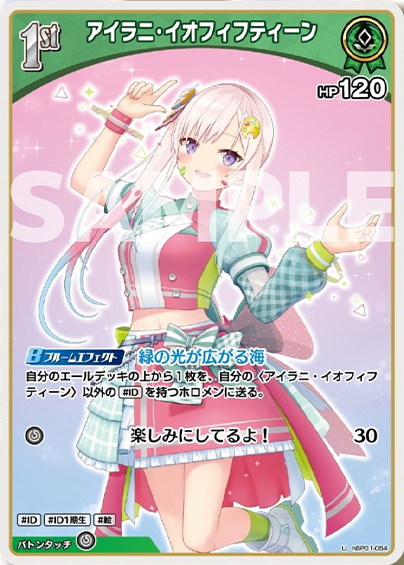 1st
アイラニ・イオフィフティーン
HP120
SAMPLE
Bブルームエフェクト 緑の光が広がる海
自分のエールデッキの上から1枚を、自分の〈アイラニ・イオフィフ
ティーン〉以外の #ID を持つホロメンに送る。
楽しみにしてるよ! 30
#ID #ID1期生 #絵
バトンタッチ U hBP01-054